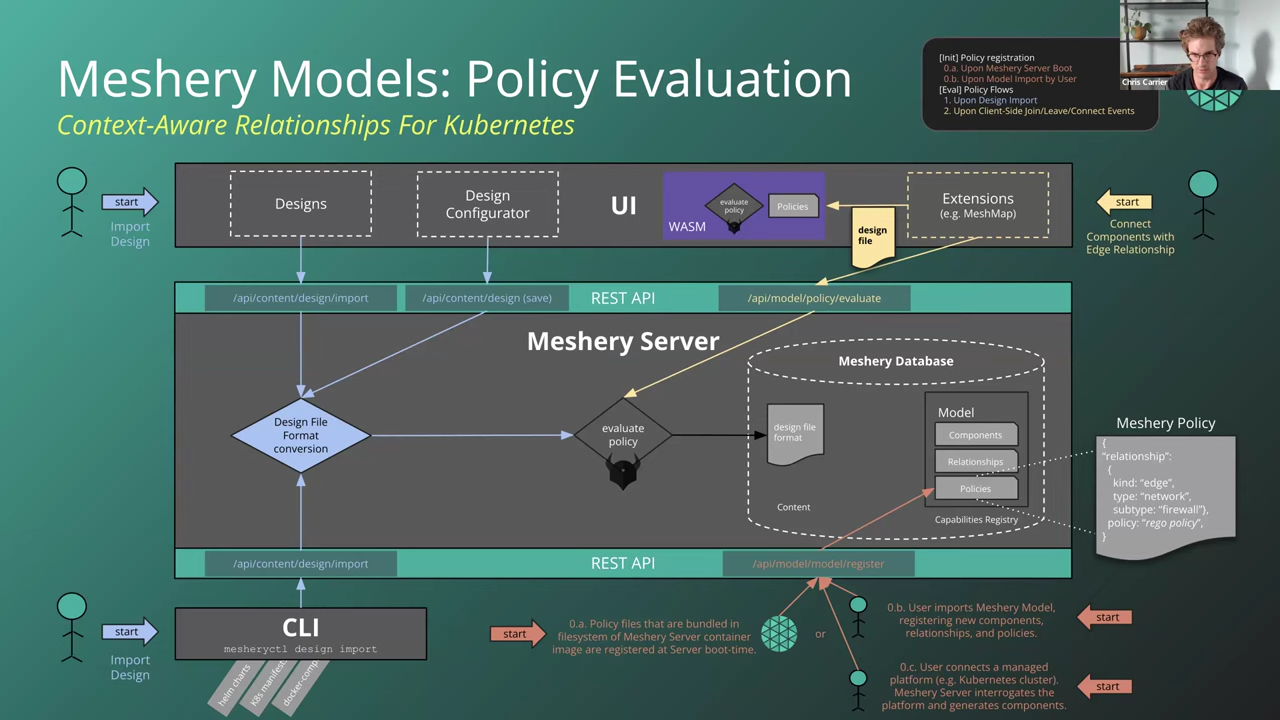 Meshery Models: Policy Evaluation
Context-Aware Relationships For Kubernetes
[Init] Policy registration
0.a. Upon Meshery Server Boot
0.b. Upon Model Import by User
[Eval] Policy Flows
1. Upon Design Import
2. Upon Client-Side Join/Leave/Connect Events
Chris Carrier
start
Import
Design
Designs
Design
Configurator
UI
WASM
evaluate
policy
Policies
design
file
Extensions
(e.g. MeshMap)
start
Connect
Components with
Edge Relationship
/api/content/design/import
/api/content/design (save)
REST API
/api/model/policy/evaluate
Meshery Server
Meshery Database
Design File
Format
conversion
evaluate
policy
design file
format
Content
Model
Components
Relationships
Policies
Capabilities Registry
Meshery Policy
{
“relationship”:
{
kind: “edge”,
type: “network”,
subtype: “firewall”},
policy: “rego policy”,
}
/api/content/design/import
REST API
/api/model/model/register
start
Import
Design
CLI
mesheryctl design import
helm charts
K8s manifest
docker-comp
start
0.a. Policy files that are bundled in
filesystem of Meshery Server container
image are registered at Server boot-time.
or
0.b. User imports Meshery Model,
registering new components,
relationships, and policies.
start
0.c. User connects a managed
platform (e.g. Kubernetes cluster).
Meshery Server interrogates the
platform and generates components.
start